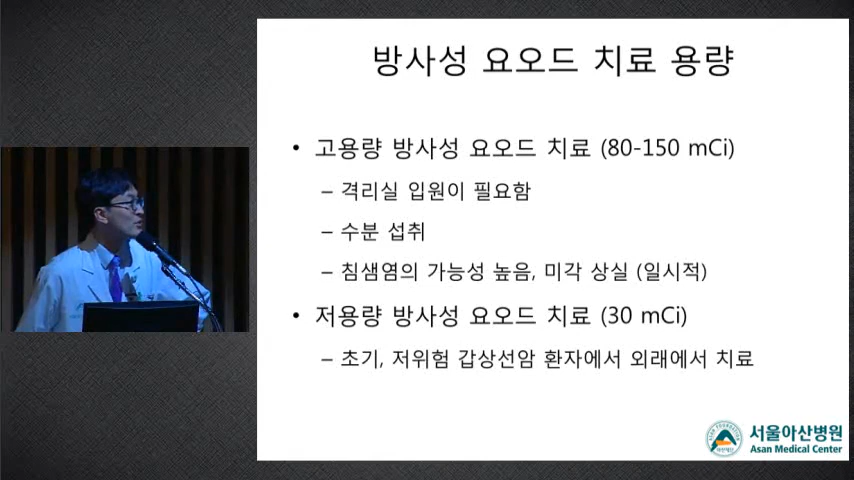 방사성 요오드 치료 용량
• 고용량 방사성 요오드 치료 (80-150 mCi)
– 격리실 입원이 필요함
– 수분 섭취
– 침샘염의 가능성 높음, 미각 상실 (일시적)
• 저용량 방사성 요오드 치료 (30 mCi)
– 초기, 저위험 갑상선암 환자에서 외래에서 치료
서울아산병원
Asan Medical Center